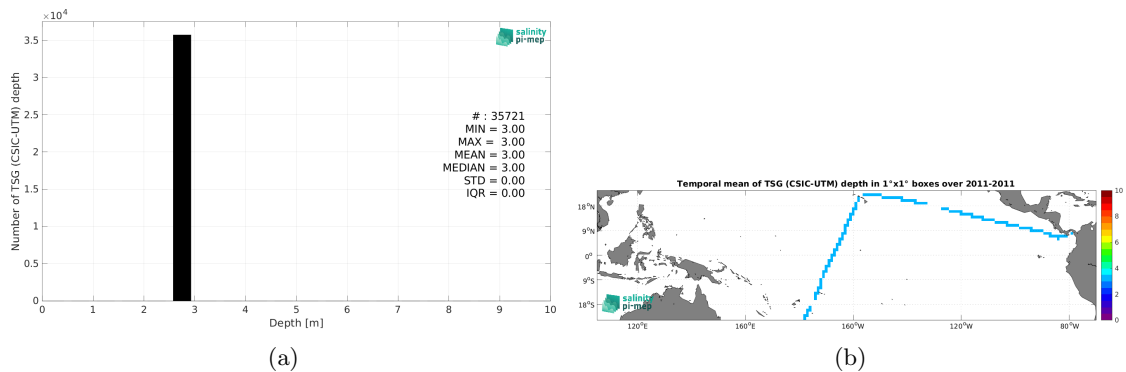 ×10⁴
3.5
3
2.5
2
1.5
1
0.5
0
0 1 2 3 4 5 6 7 8 9 10
Number of TSG (CSIC-UTM) depth
Depth [m]
salinity
pi-mep
# : 35721
MIN = 3.00
MAX = 3.00
MEAN = 3.00
MEDIAN = 3.00
STD = 0.00
IQR = 0.00
(a)
Temporal mean of TSG (CSIC-UTM) depth in 1°x1° boxes over 2011-2011
18°N
9°N
0°
9°S
18°S
120°E 160°E 160°W 120°W 80°W
salinity
pi-mep
10
8
6
4
2
0
(b)